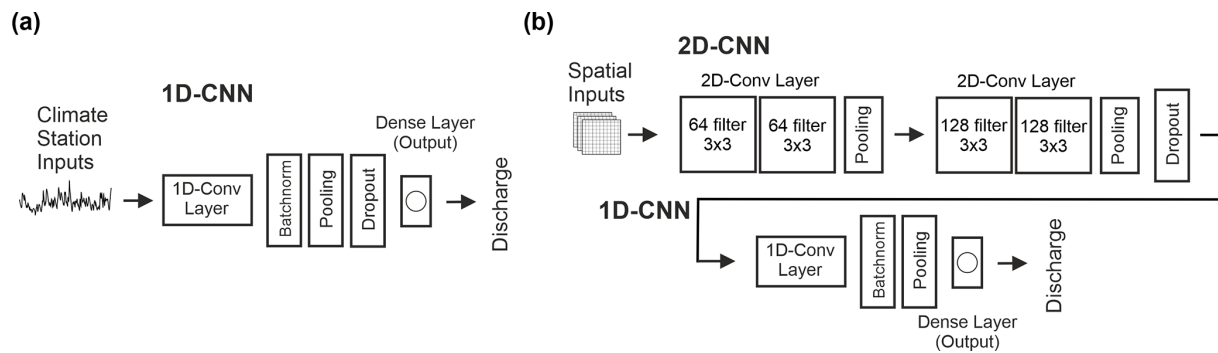 (a)
1D-CNN
Climate
Station
Inputs
1D-Conv
Layer
Batchnorm
Pooling
Dropout
Dense Layer
(Output)
Discharge
(b)
2D-CNN
Spatial
Inputs
2D-Conv Layer
64 filter
3x3
64 filter
3x3
Pooling
2D-Conv Layer
128 filter
3x3
128 filter
3x3
Pooling
Dropout
1D-CNN
1D-Conv
Layer
Batchnorm
Pooling
Dense Layer
(Output)
Discharge